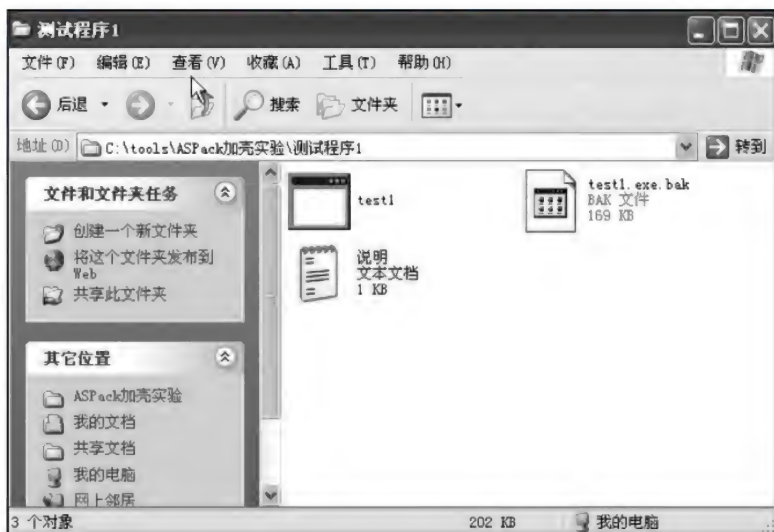 测试程序1
文件(F) 编辑(E) 查看(V) 收藏(A) 工具(T) 帮助(H)
后退 搜索 文件夹
地址(D) C:\tools\ASPack加壳实验\测试程序1 转到
文件和文件夹任务
创建一个新文件夹
将这个文件夹发布到
Web
共享此文件夹
其它位置
ASPack加壳实验
我的文档
共享文档
我的电脑
网上邻居
test1
test1.exe.bak
BAK 文件
169 KB
说明
文本文档
1 KB
3 个对象 202 KB 我的电脑